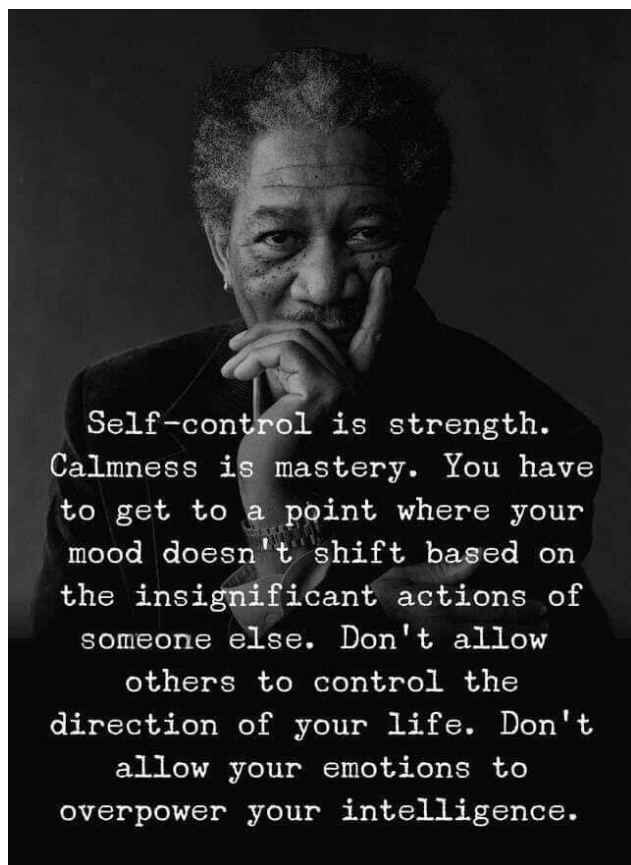 Self-control is strength.
Calmness is mastery. You have
to get to a point where your
mood doesn't shift based on
the insignificant actions of
someone else. Don't allow
others to control the
direction of your life. Don't
allow your emotions to
overpower your intelligence.